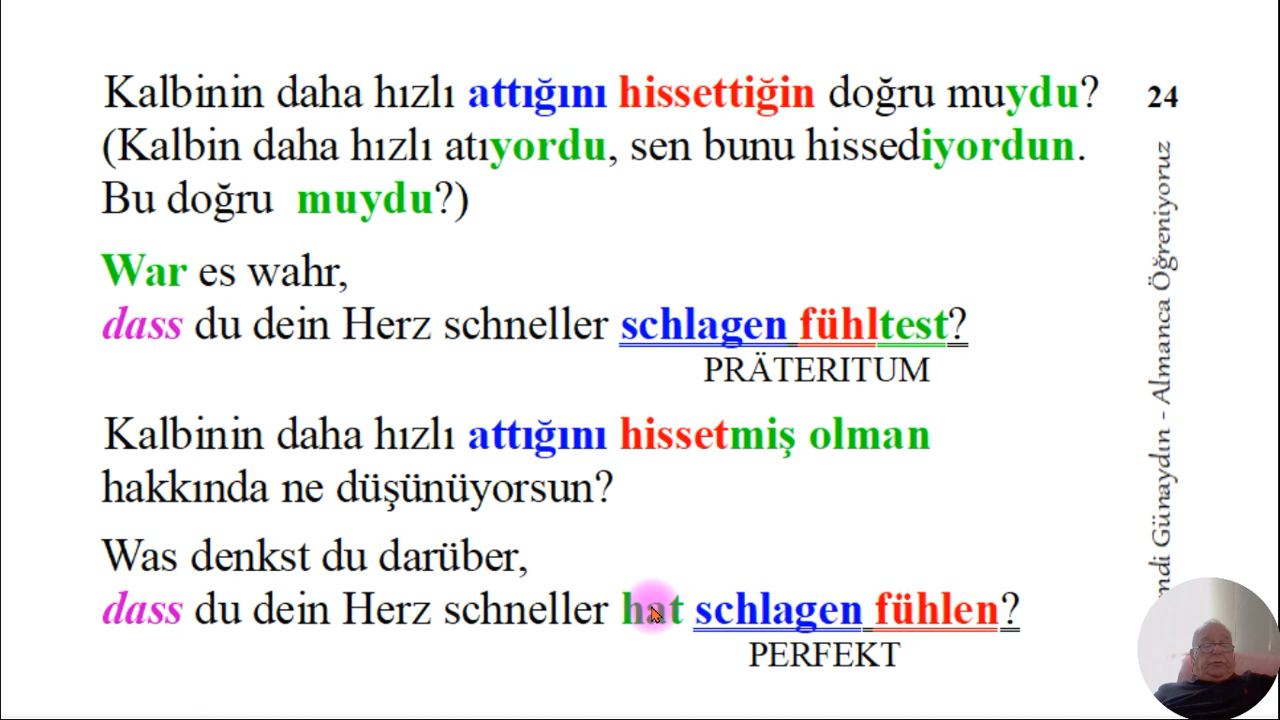 Kalbinin daha hızlı attığını hissettiğin doğru muydu?
(Kalbin daha hızlı atıyordu, sen bunu hissediyordun.
Bu doğru muydu?)
War es wahr,
dass du dein Herz schneller schlagen fühltest?
PRÄTERITUM
Kalbinin daha hızlı attığını hissetmiş olman
hakkında ne düşünüyorsun?
Was denkst du darüber,
dass du dein Herz schneller hat schlagen fühlen?
PERFEKT
24
mdi Günaydın - Almanca Öğreniyoruz